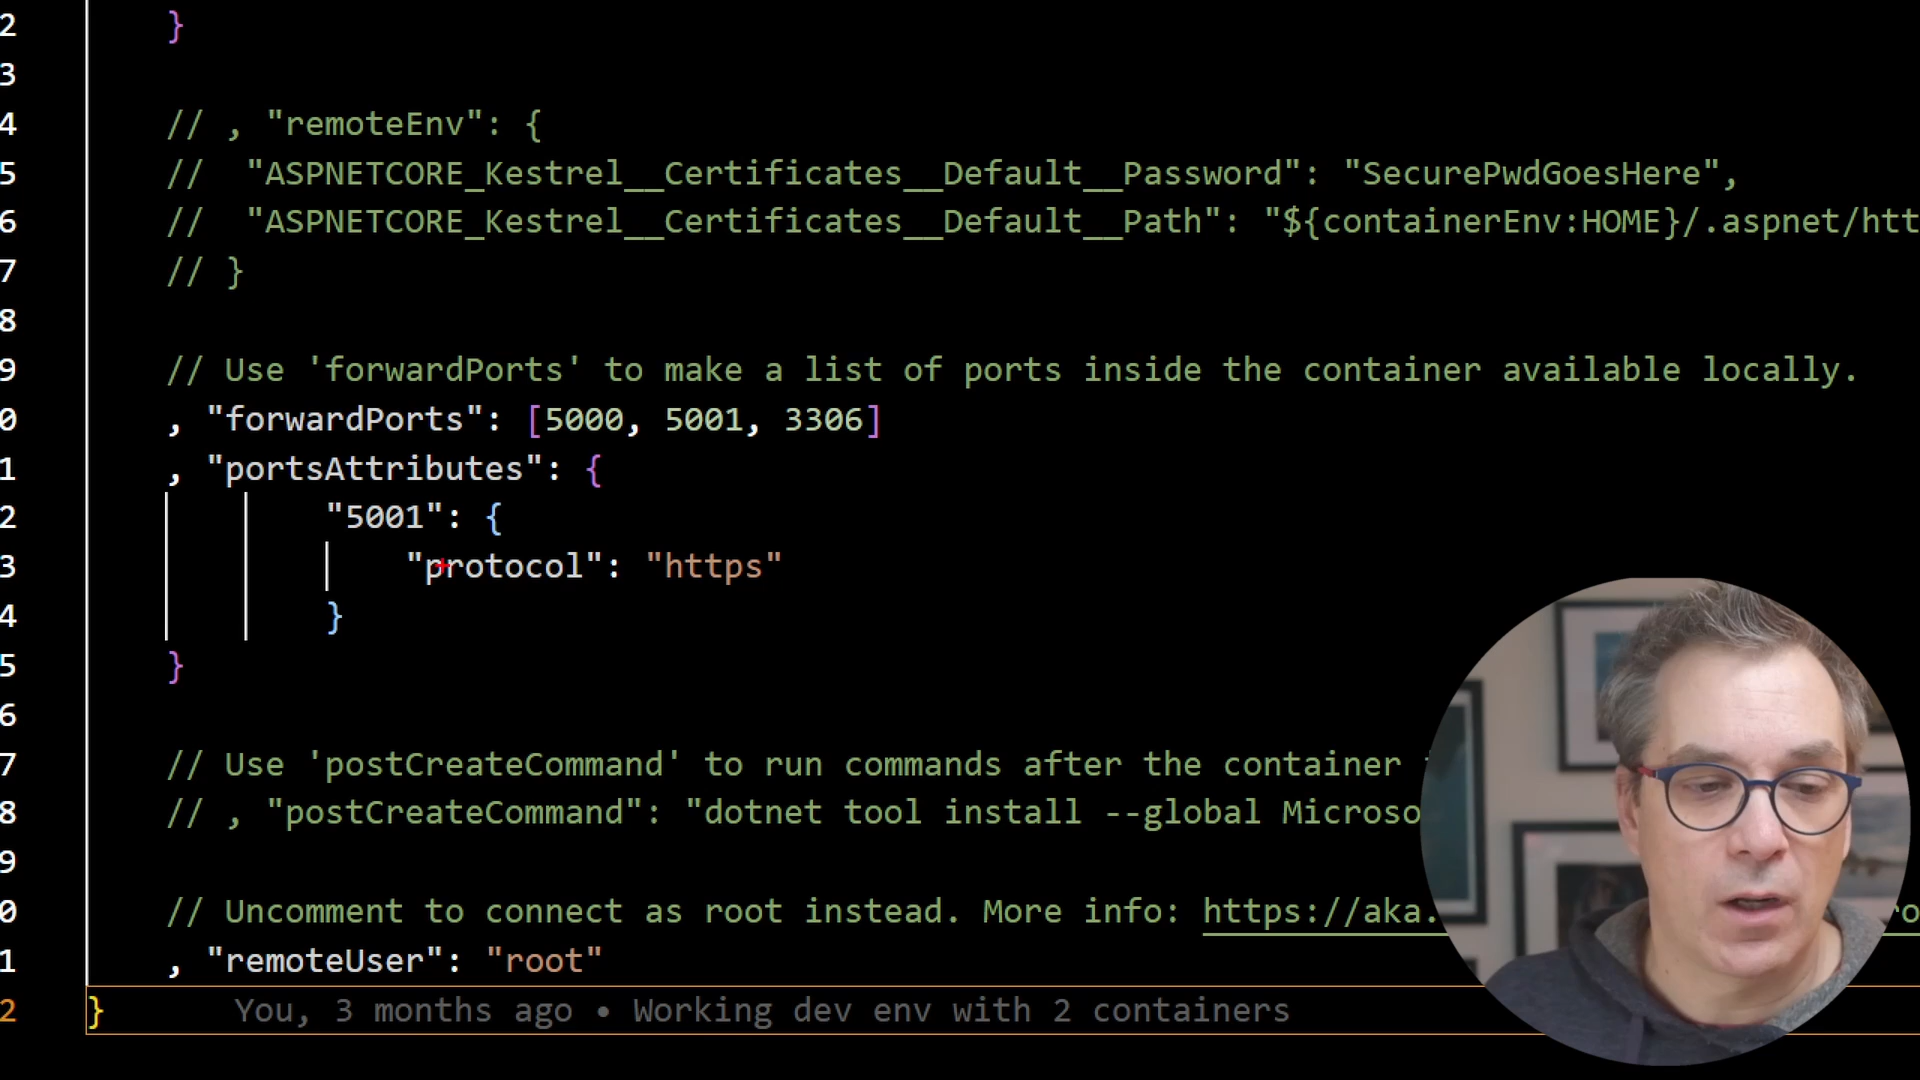 2 }
3
4 // , "remoteEnv": {
5 //  "ASPNETCORE_Kestrel__Certificates__Default__Password": "SecurePwdGoesHere",
6 //  "ASPNETCORE_Kestrel__Certificates__Default__Path": "${containerEnv:HOME}/.aspnet/htt
7 // }
8
9 // Use 'forwardPorts' to make a list of ports inside the container available locally.
0 , "forwardPorts": [5000, 5001, 3306]
1 , "portsAttributes": {
2 "5001": {
3 "protocol": "https"
4 }
5 }
6
7 // Use 'postCreateCommand' to run commands after the container
8 // , "postCreateCommand": "dotnet tool install --global Microso
9
0 // Uncomment to connect as root instead. More info: https://aka.
1 , "remoteUser": "root"
2 } You, 3 months ago • Working dev env with 2 containers